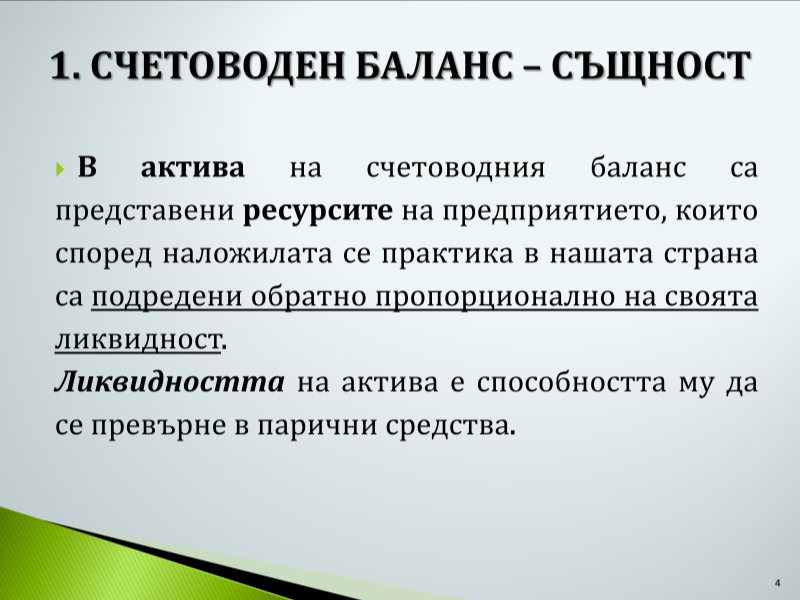 1. СЧЕТОВОДЕН БАЛАНС – СЪЩНОСТ
В актива на счетоводния баланс са
представени ресурсите на предприятието, които
според наложилата се практика в нашата страна
са подредени обратно пропорционално на своята
ликвидност.
Ликвидността на актива е способността му да
се превърне в парични средства.
4